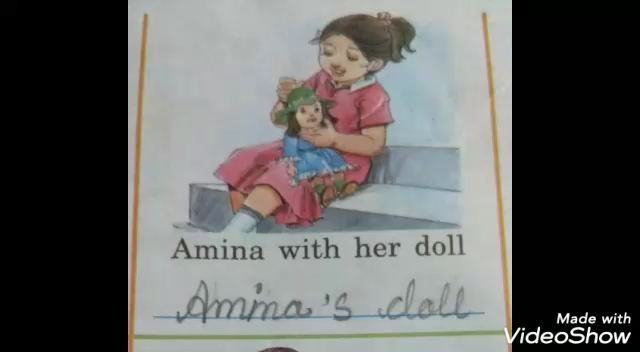 Amina with her doll
Amina's doll
Made with
VideoShow